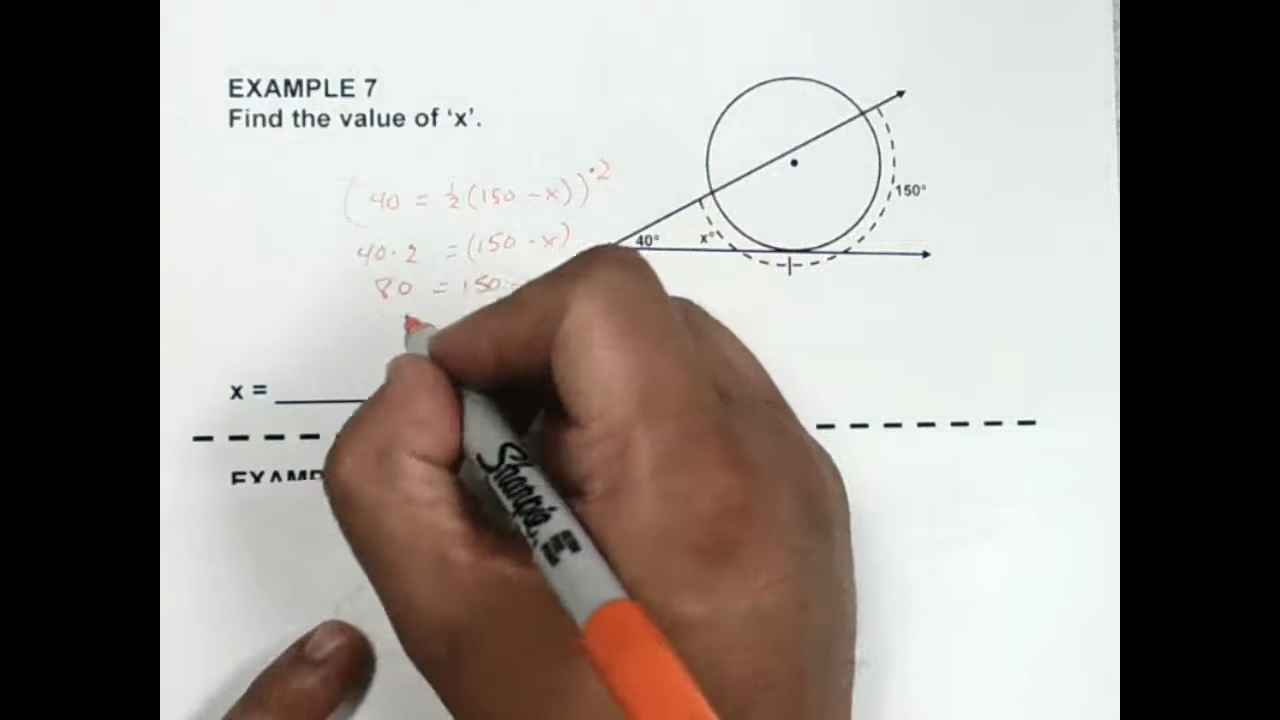 EXAMPLE 7
Find the value of ‘x’.
(40 = ½(150 - x))·2
40·2 = (150 - x)
80 = 150 -
150°
40°
x°
x =
Sharpie.